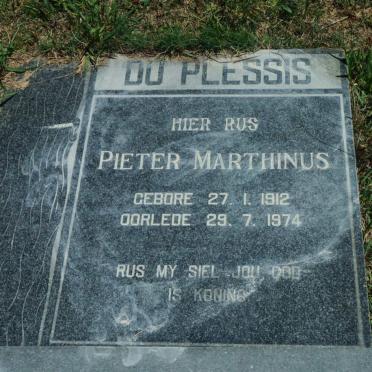 DU PLESSIS
HIER RUS
PIETER MARTHINUS
GEBORE 27. 1. 1912
OORLEDE 29. 7. 1974
RUS MY SIEL JOU GOD
IS KONING